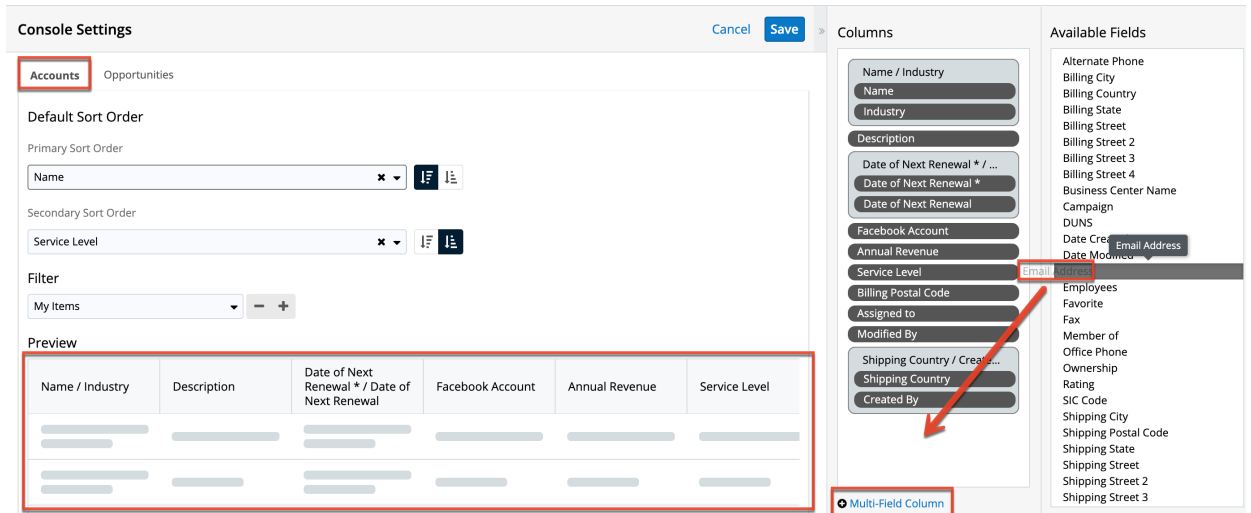 Console Settings
Cancel
Save
»
Accounts
Opportunities
Default Sort Order
Primary Sort Order
Name
Secondary Sort Order
Service Level
Filter
My Items
Preview
Name / Industry
Description
Date of Next
Renewal * / Date of
Next Renewal
Facebook Account
Annual Revenue
Service Level
Columns
Name / Industry
Name
Industry
Description
Date of Next Renewal * / ...
Date of Next Renewal *
Date of Next Renewal
Facebook Account
Annual Revenue
Service Level
Billing Postal Code
Assigned to
Modified By
Shipping Country / Create...
Shipping Country
Created By
Multi-Field Column
Available Fields
Alternate Phone
Billing City
Billing Country
Billing State
Billing Street
Billing Street 2
Billing Street 3
Billing Street 4
Business Center Name
Campaign
DUNS
Date Crea
Email Address
Date Modified
Email Address
Employees
Favorite
Fax
Member of
Office Phone
Ownership
Rating
SIC Code
Shipping City
Shipping Postal Code
Shipping State
Shipping Street
Shipping Street 2
Shipping Street 3